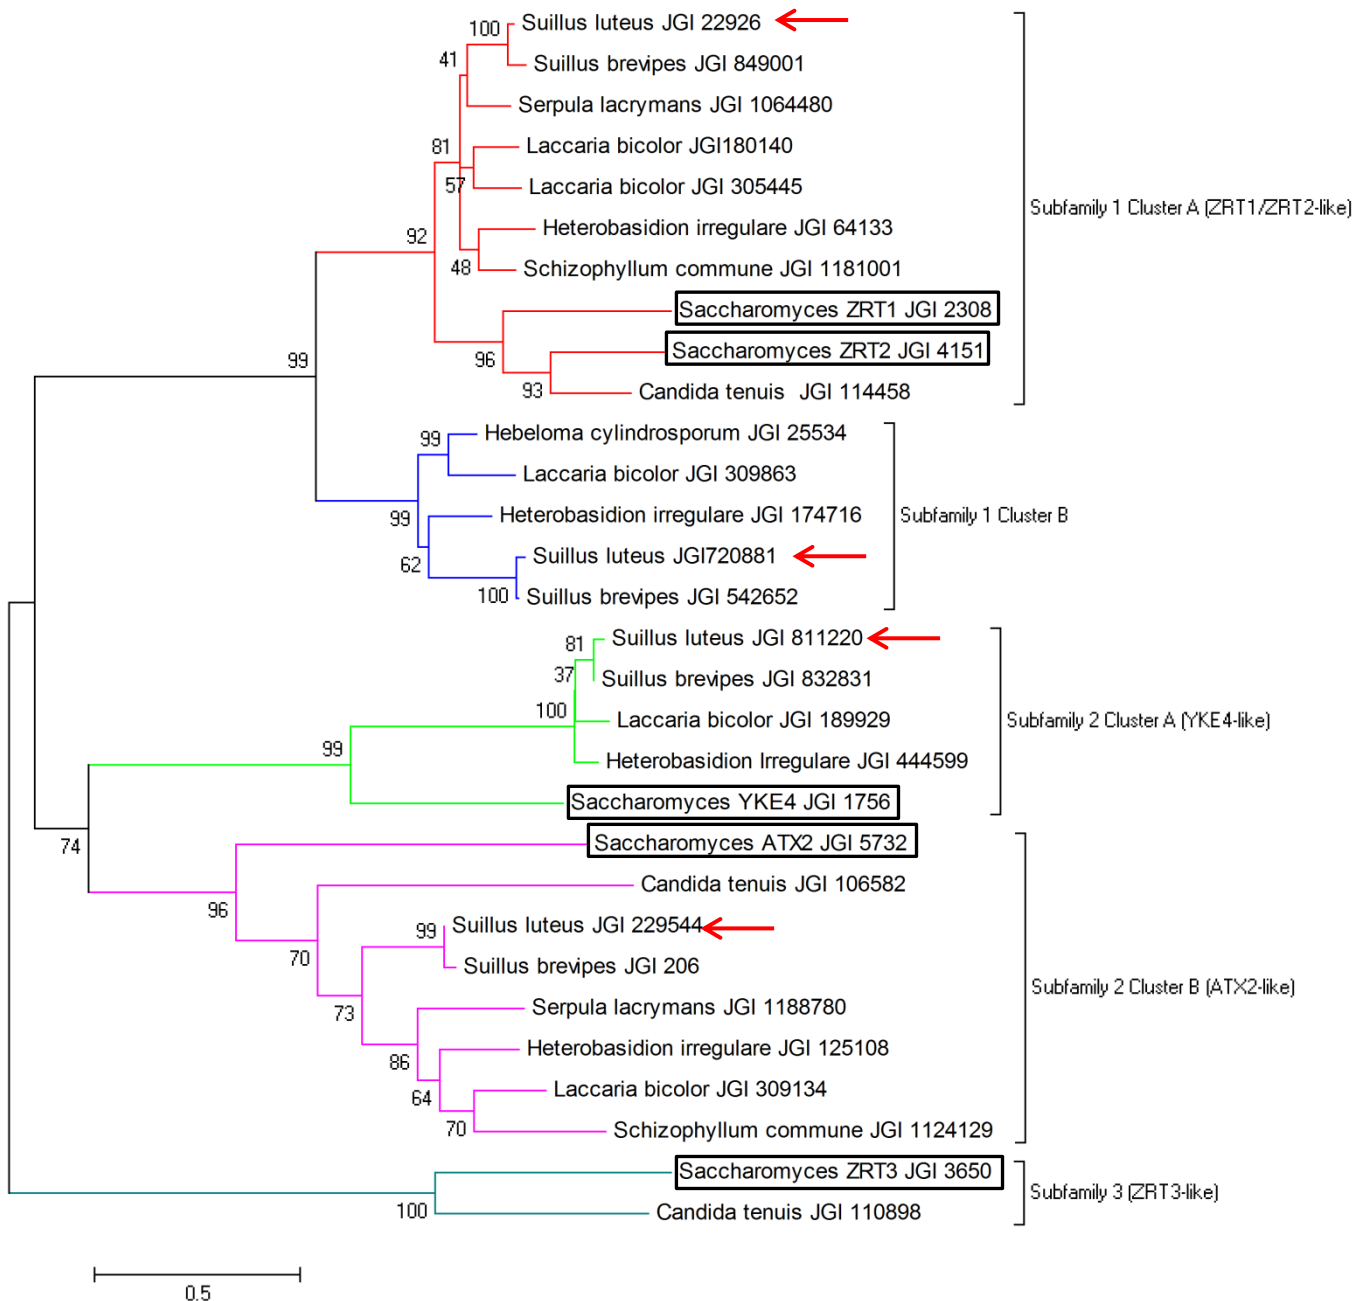 Suillus luteus JGI 22926
100
Suillus brevipes JGI 849001
41
Serpula lacrymans JGI 1064480
Laccaria bicolor JGI180140
81
Laccaria bicolor JGI 305445
57
Subfamily 1 Cluster A (ZRT1/ZRT2-like)
Heterobasidion irregulare JGI 64133
92
Schizophyllum commune JGI 1181001
48
Saccharomyces ZRT1 JGI 2308
Saccharomyces ZRT2 JGI 4151
99
96
Candida tenuis JGI 114458
93
Hebeloma cylindrosporum JGI 25534
99
Laccaria bicolor JGI 309863
Heterobasidion irregulare JGI 174716
99
Subfamily 1 Cluster B
Suillus luteus JGI720881
62
Suillus brevipes JGI 542652
100
Suillus luteus JGI 811220
81
Suillus brevipes JGI 832831
37
100
Laccaria bicolor JGI 189929
Subfamily 2 Cluster A (YKE4-like)
99
Heterobasidion Irregulare JGI 444599
Saccharomyces YKE4 JGI 1756
74
Saccharomyces ATX2 JGI 5732
Candida tenuis JGI 106582
96
Suillus luteus JGI 229544
99
70
Suillus brevipes JGI 206
Subfamily 2 Cluster B (ATX2-like)
Serpula lacrymans JGI 1188780
73
Heterobasidion irregulare JGI 125108
86
Laccaria bicolor JGI 309134
64
Schizophyllum commune JGI 1124129
70
Saccharomyces ZRT3 JGI 3650
Subfamily 3 (ZRT3-like)
100
Candida tenuis JGI 110898
0.5